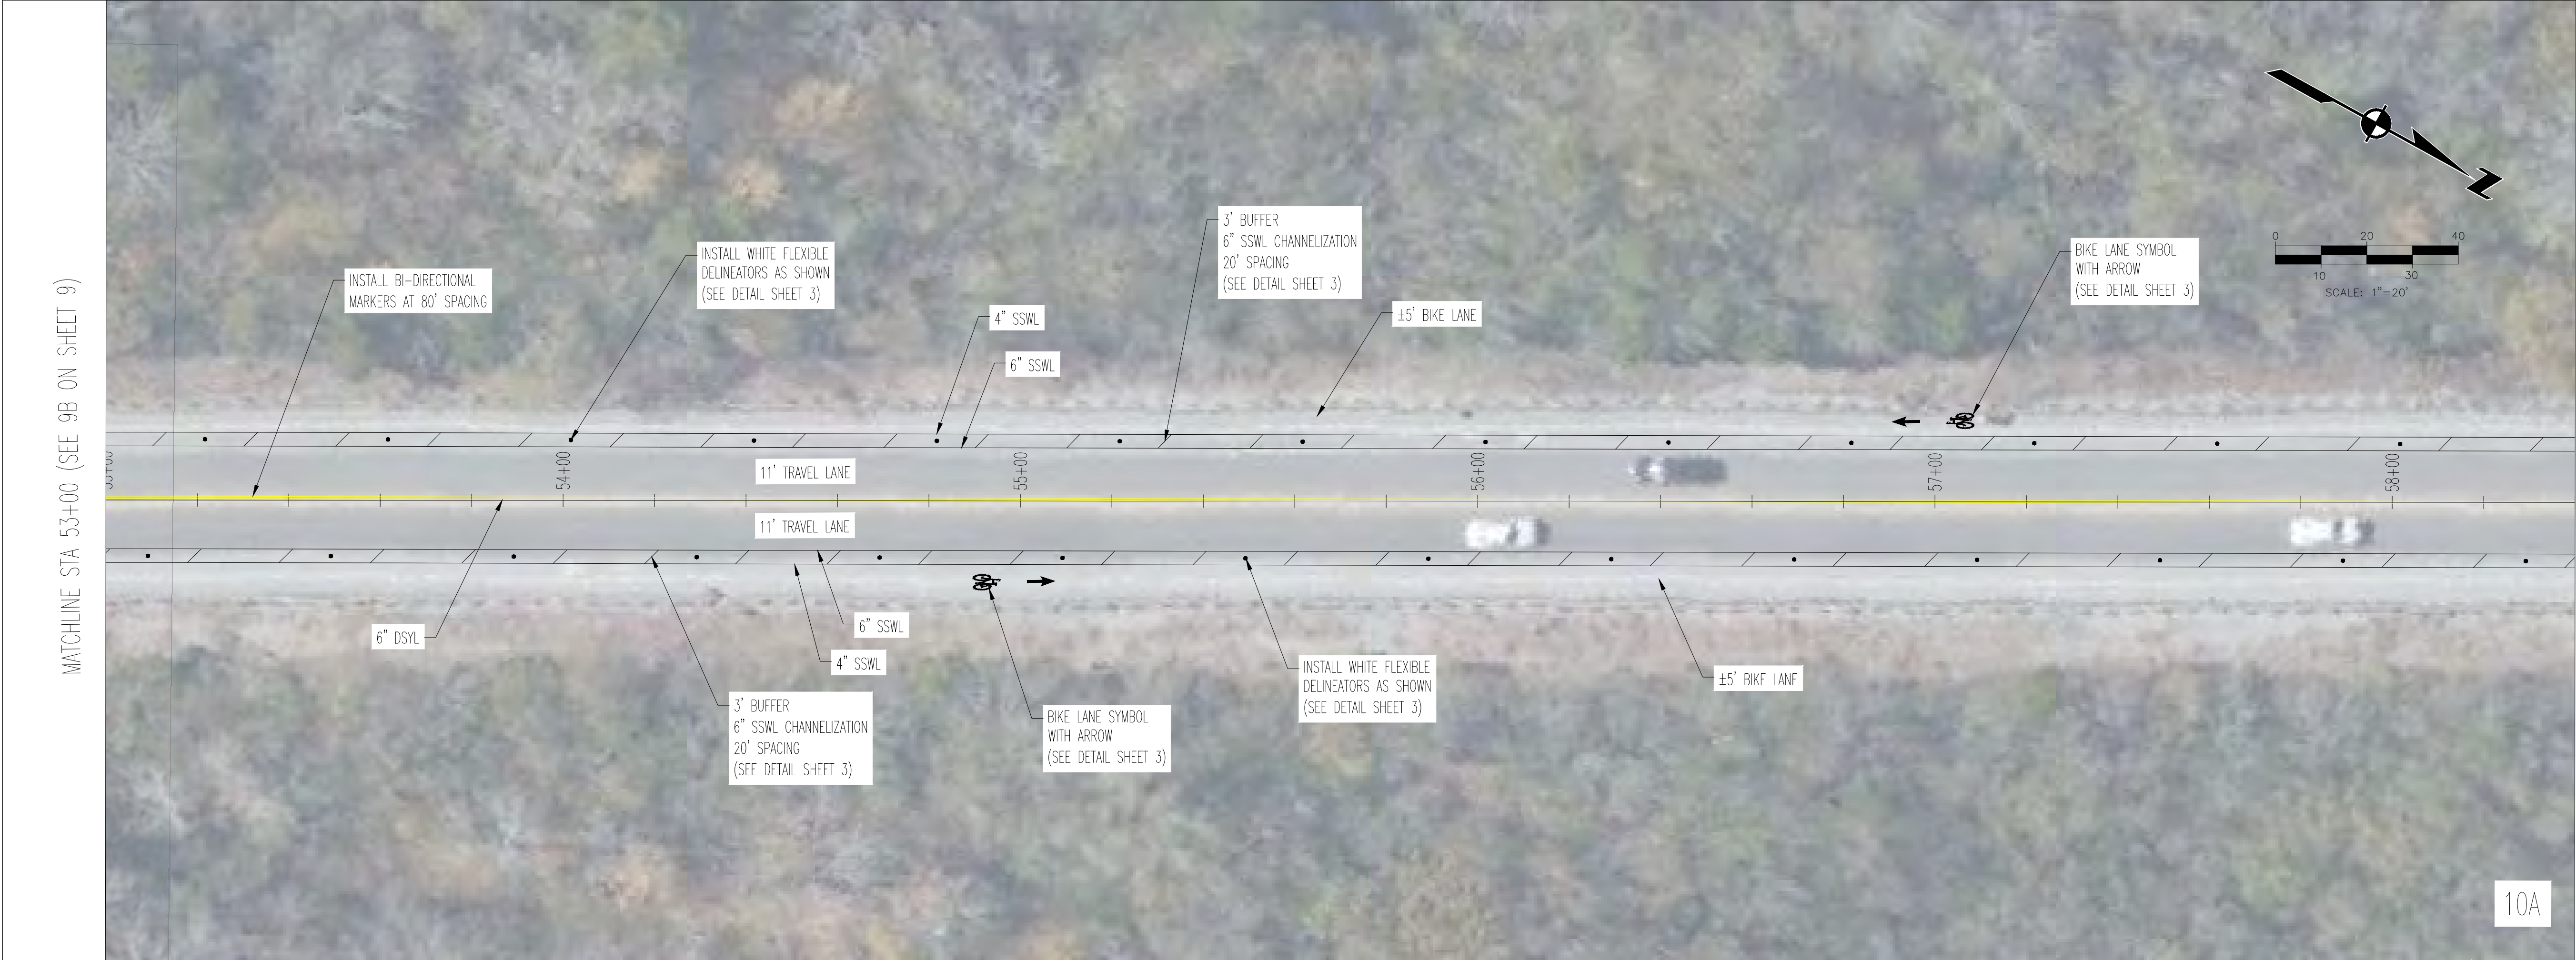 MATCHLINE STA 53+00 (SEE 9B ON SHEET 9)
INSTALL BI-DIRECTIONAL
MARKERS AT 80' SPACING
INSTALL WHITE FLEXIBLE
DELINEATORS AS SHOWN
(SEE DETAIL SHEET 3)
4" SSWL
6" SSWL
3' BUFFER
6" SSWL CHANNELIZATION
20' SPACING
(SEE DETAIL SHEET 3)
±5' BIKE LANE
BIKE LANE SYMBOL
WITH ARROW
(SEE DETAIL SHEET 3)
Z
0 20 40
10 30
SCALE: 1"=20'
53+00
54+00
55+00
56+00
57+00
58+00
11' TRAVEL LANE
11' TRAVEL LANE
6" DSYL
6" SSWL
4" SSWL
3' BUFFER
6" SSWL CHANNELIZATION
20' SPACING
(SEE DETAIL SHEET 3)
BIKE LANE SYMBOL
WITH ARROW
(SEE DETAIL SHEET 3)
INSTALL WHITE FLEXIBLE
DELINEATORS AS SHOWN
(SEE DETAIL SHEET 3)
±5' BIKE LANE
10A